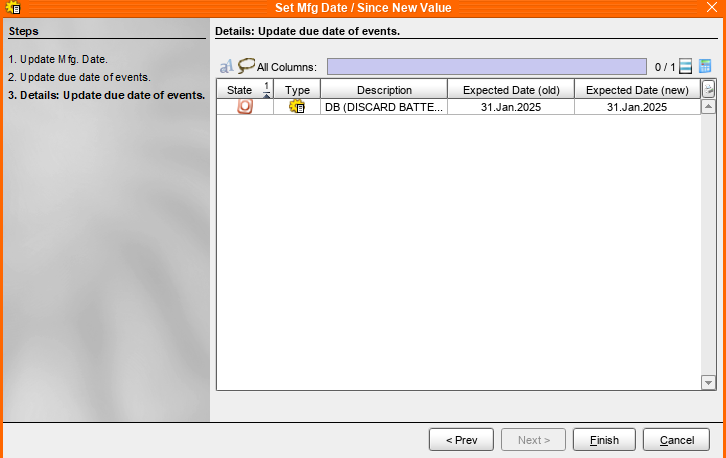 Set Mfg Date / Since New Value
Steps
1. Update Mfg. Date.
2. Update due date of events.
3. Details: Update due date of events.
Details: Update due date of events.
aA All Columns: 0 / 1
State 1 Type Description Expected Date (old) Expected Date (new)
DB (DISCARD BATTE... 31.Jan.2025 31.Jan.2025
< Prev Next > Finish Cancel